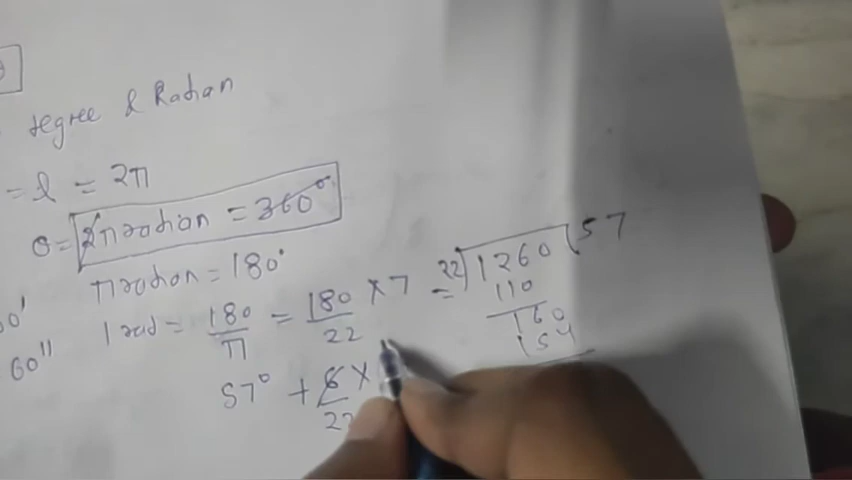 degree & Radian
= l = 2π
θ = 2π radian = 360°
π radian = 180°
1 rad = 180/π = 180/22 × 7 = 22)1260(57
110
160
154
60'
60''
57° + 6/22 ×